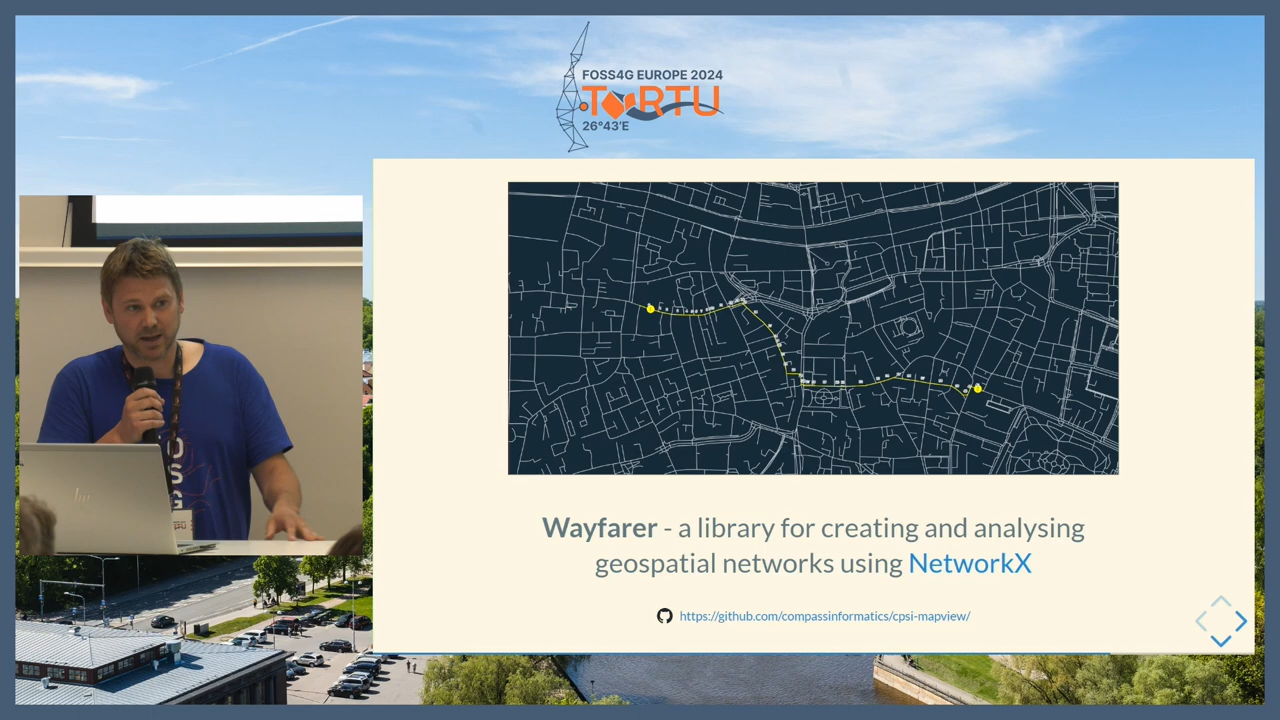 FOSS4G EUROPE 2024
TARTU
26°43'E
Wayfarer - a library for creating and analysing
geospatial networks using NetworkX
https://github.com/compassinformatics/cpsi-mapview/
O
S
G
hp